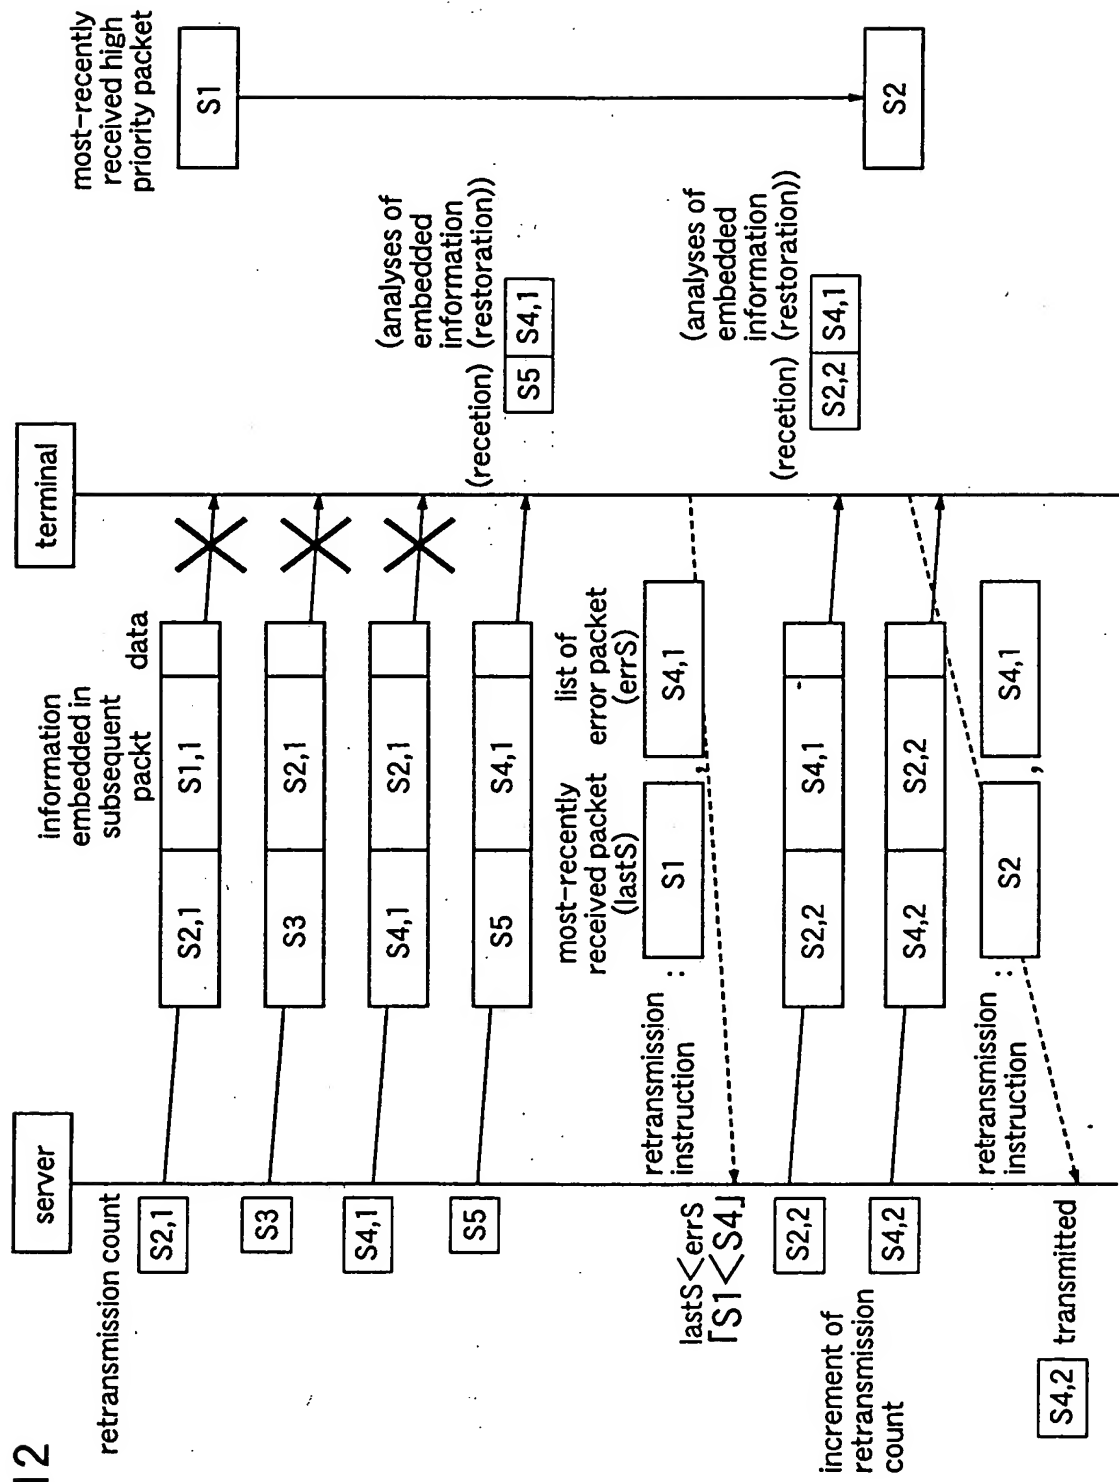 12
server
terminal
most-recently
received high
priority packet
retransmission count
information
embedded in
subsequent
packt
data
S2,1
S2,1
S1,1
S1
S3
S3
S2,1
S4,1
S4,1
S2,1
(analyses of
embedded
information
(recetion) (restoration))
S5
S5
S4,1
S5
S4,1
most-recently
received packet
(lastS)
list of
error packet
(errS)
retransmission
instruction
:
S1
,
S4,1
lastS<errS
「S1<S4」
(analyses of
embedded
information
(recetion) (restoration))
S2,2
S2,2
S4,1
S2,2
S4,1
S2
increment of
retransmission
count
S4,2
S4,2
S2,2
retransmission
instruction
:
S2
,
S4,1
S4,2 transmitted